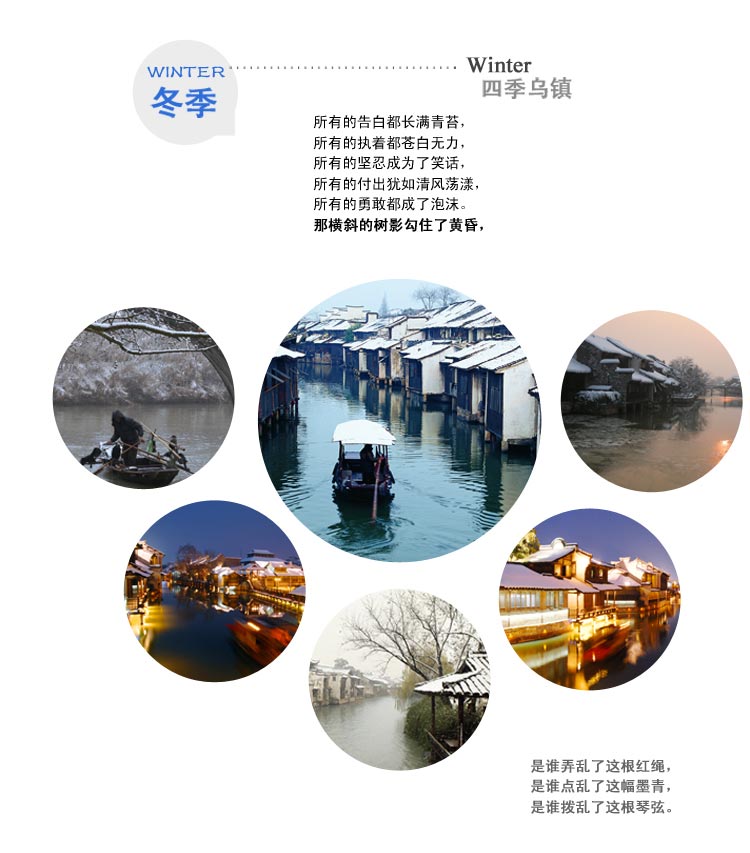 WINTER
冬季
Winter
四季乌镇
所有的告白都长满青苔，
所有的执着都苍白无力，
所有的坚忍成为了笑话，
所有的付出犹如清风荡漾，
所有的勇敢都成了泡沫。
那横斜的树影勾住了黄昏，
是谁弄乱了这根红绳，
是谁点乱了这幅墨青，
是谁拨乱了这根琴弦。